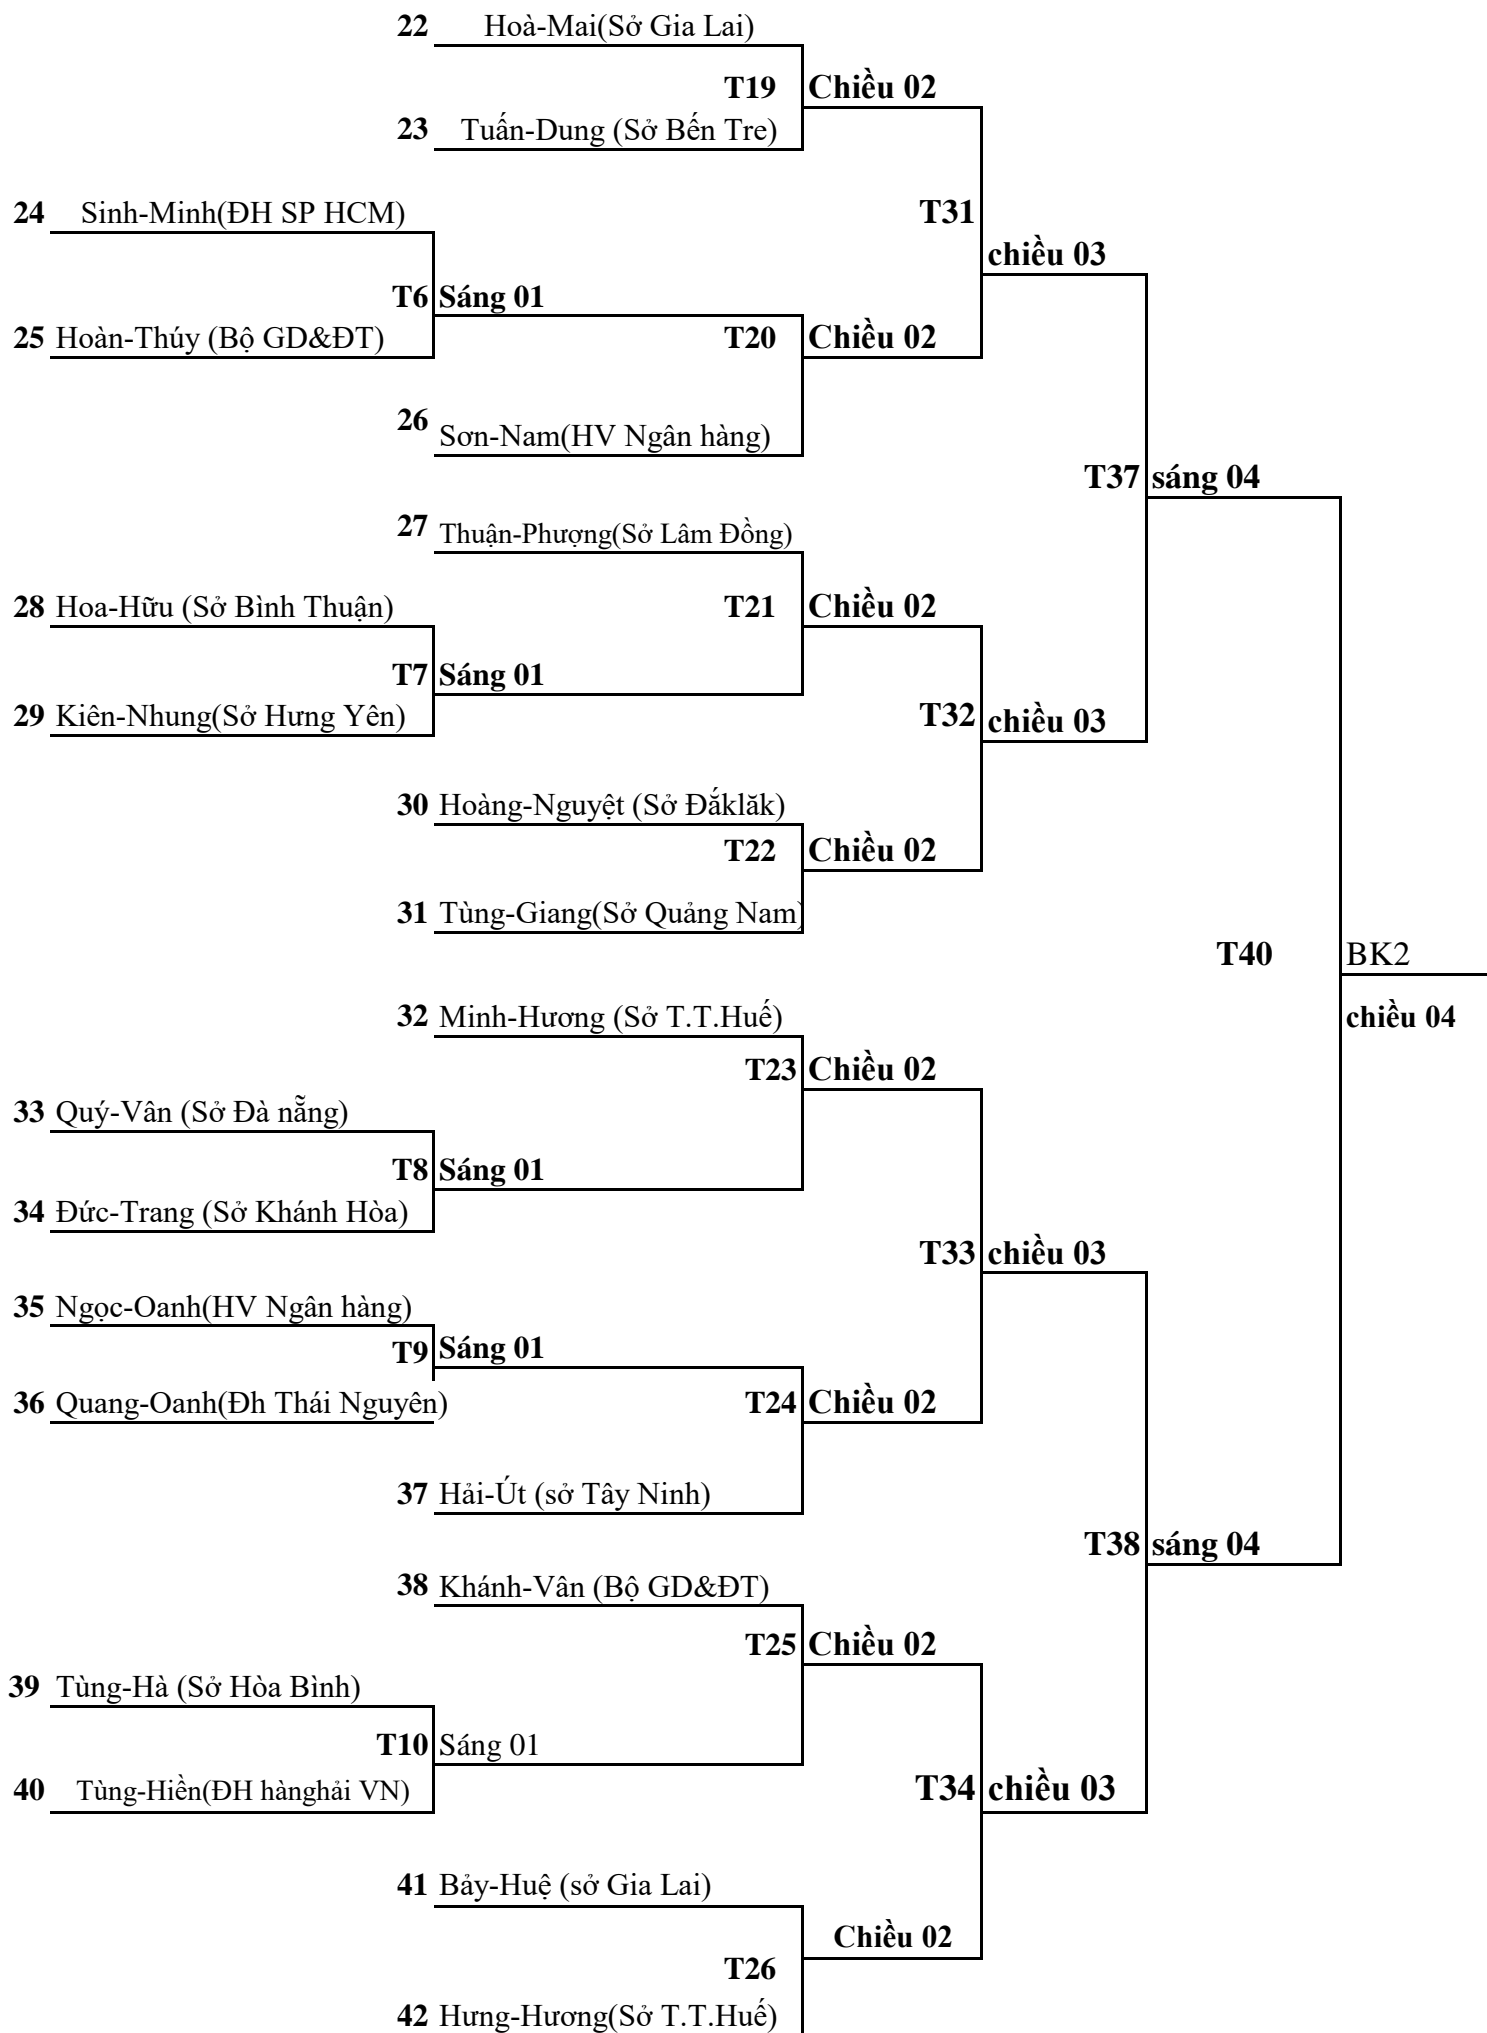 22 Hoà-Mai(Sở Gia Lai)
T19 Chiều 02
23 Tuấn-Dung (Sở Bến Tre)
24 Sinh-Minh(ĐH SP HCM) T31
chiều 03
T6 Sáng 01
25 Hoàn-Thúy (Bộ GD&ĐT) T20 Chiều 02
26 Sơn-Nam(HV Ngân hàng)
T37 sáng 04
27 Thuận-Phượng(Sở Lâm Đồng)
28 Hoa-Hữu (Sở Bình Thuận) T21 Chiều 02
T7 Sáng 01
29 Kiên-Nhung(Sở Hưng Yên) T32 chiều 03
30 Hoàng-Nguyệt (Sở Đắklăk)
T22 Chiều 02
31 Tùng-Giang(Sở Quảng Nam)
T40 BK2
32 Minh-Hương (Sở T.T.Huế) chiều 04
T23 Chiều 02
33 Quý-Vân (Sở Đà nẵng)
T8 Sáng 01
34 Đức-Trang (Sở Khánh Hòa)
T33 chiều 03
35 Ngọc-Oanh(HV Ngân hàng)
T9 Sáng 01
36 Quang-Oanh(Đh Thái Nguyên) T24 Chiều 02
37 Hải-Út (sở Tây Ninh)
T38 sáng 04
38 Khánh-Vân (Bộ GD&ĐT)
T25 Chiều 02
39 Tùng-Hà (Sở Hòa Bình)
T10 Sáng 01
40 Tùng-Hiền(ĐH hànghải VN) T34 chiều 03
41 Bảy-Huệ (sở Gia Lai)
Chiều 02
T26
42 Hưng-Hương(Sở T.T.Huế)